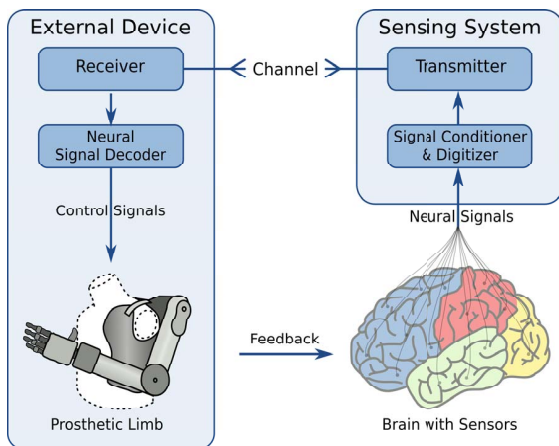 External Device
Receiver
Neural
Signal Decoder
Control Signals
Prosthetic Limb
Channel
Feedback
Sensing System
Transmitter
Signal Conditioner
& Digitizer
Neural Signals
Brain with Sensors